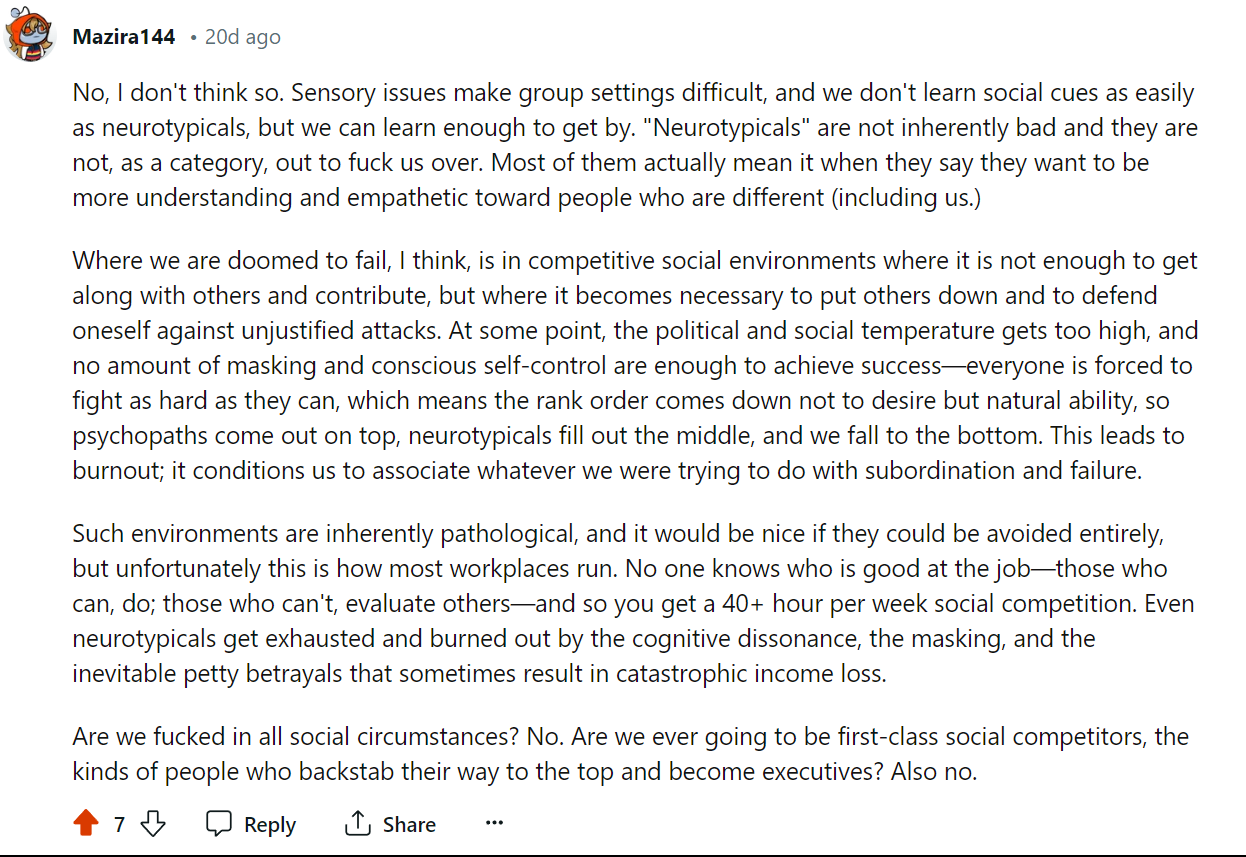 Mazira144 • 20d ago
No, I don't think so. Sensory issues make group settings difficult, and we don't learn social cues as easily
as neurotypicals, but we can learn enough to get by. "Neurotypicals" are not inherently bad and they are
not, as a category, out to fuck us over. Most of them actually mean it when they say they want to be
more understanding and empathetic toward people who are different (including us.)
Where we are doomed to fail, I think, is in competitive social environments where it is not enough to get
along with others and contribute, but where it becomes necessary to put others down and to defend
oneself against unjustified attacks. At some point, the political and social temperature gets too high, and
no amount of masking and conscious self-control are enough to achieve success—everyone is forced to
fight as hard as they can, which means the rank order comes down not to desire but natural ability, so
psychopaths come out on top, neurotypicals fill out the middle, and we fall to the bottom. This leads to
burnout; it conditions us to associate whatever we were trying to do with subordination and failure.
Such environments are inherently pathological, and it would be nice if they could be avoided entirely,
but unfortunately this is how most workplaces run. No one knows who is good at the job—those who
can, do; those who can't, evaluate others—and so you get a 40+ hour per week social competition. Even
neurotypicals get exhausted and burned out by the cognitive dissonance, the masking, and the
inevitable petty betrayals that sometimes result in catastrophic income loss.
Are we fucked in all social circumstances? No. Are we ever going to be first-class social competitors, the
kinds of people who backstab their way to the top and become executives? Also no.
7 Reply Share ···